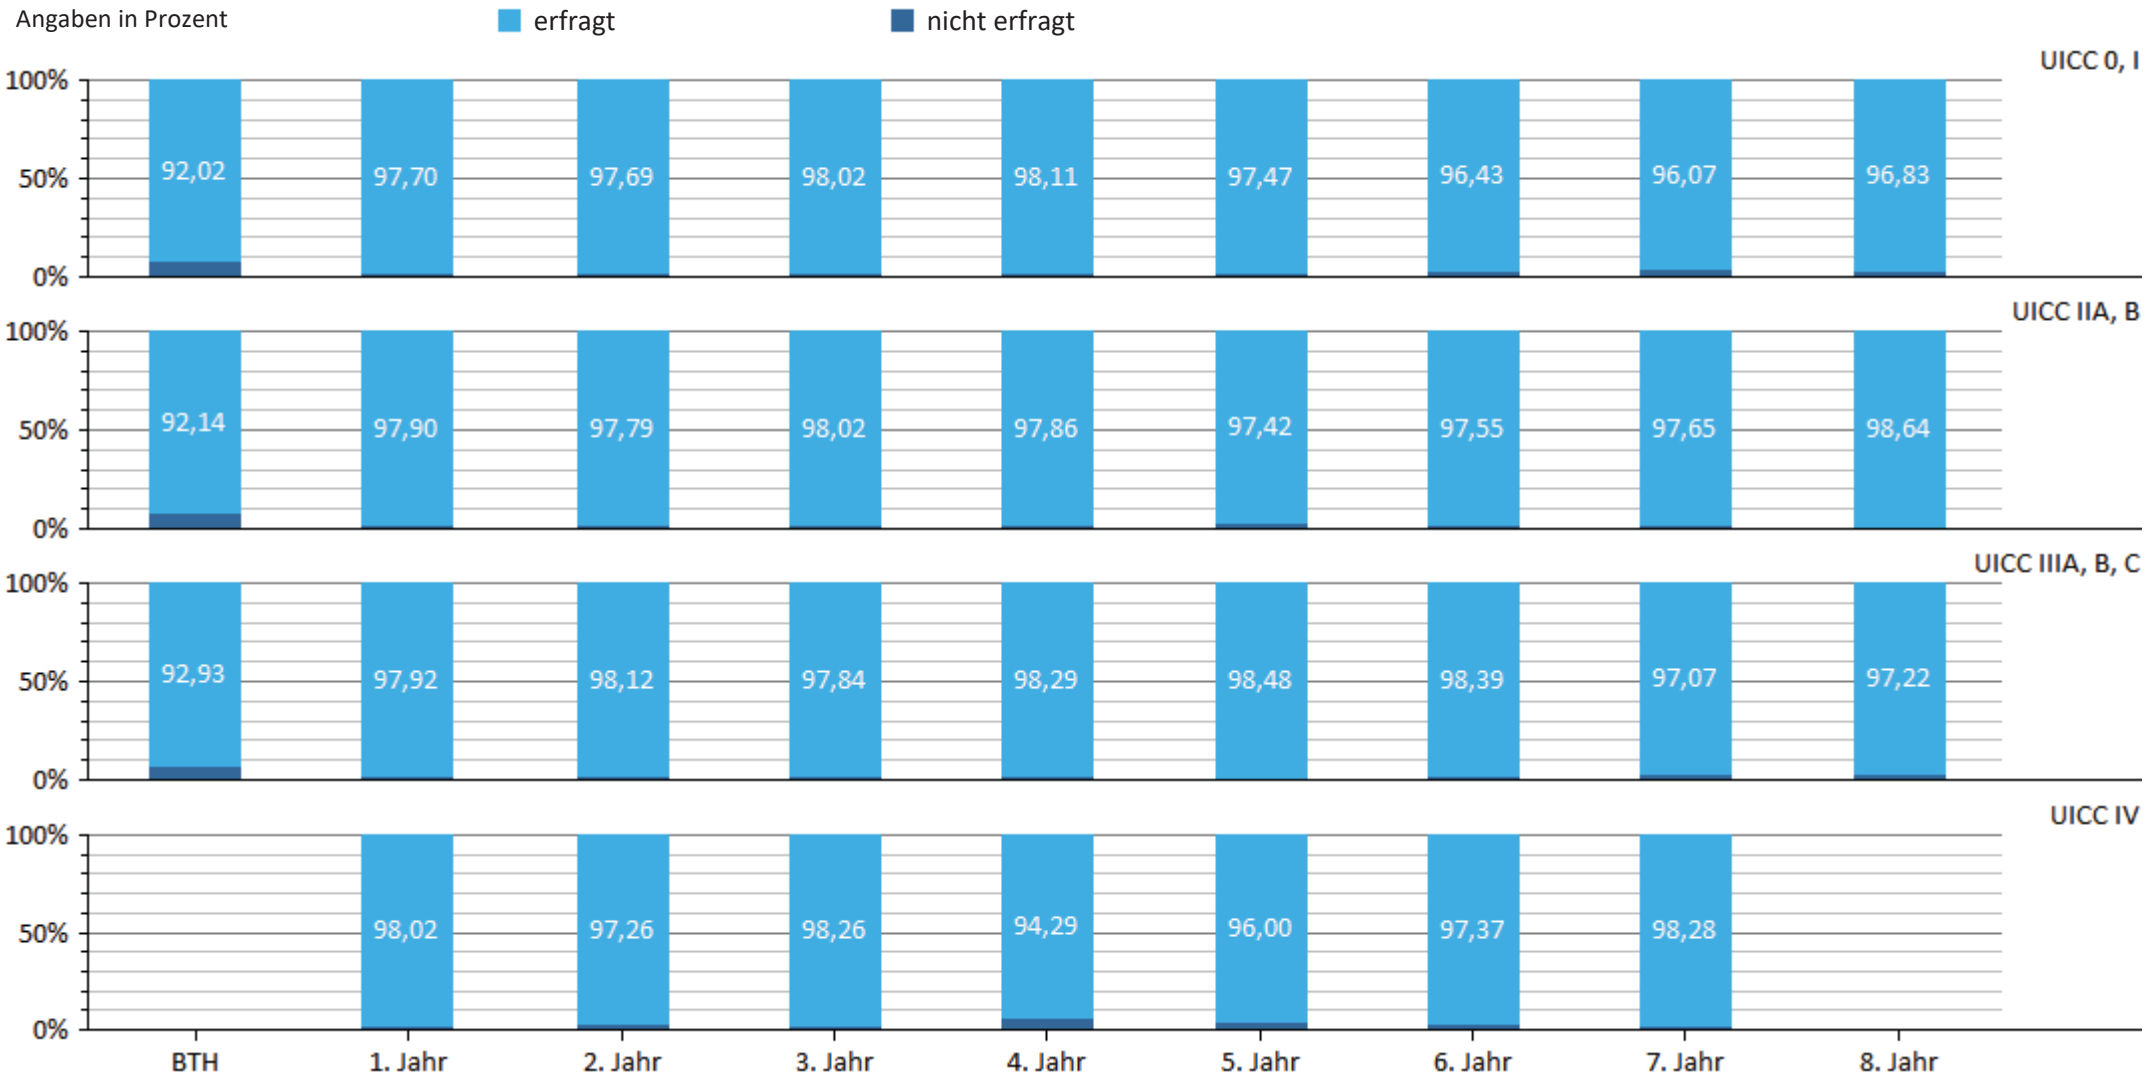 Angaben in Prozent erfragt nicht erfragt
UICC 0, I
100%
92,02 97,70 97,69 98,02 98,11 97,47 96,43 96,07 96,83
50%
0%
UICC IIA, B
100%
92,14 97,90 97,79 98,02 97,86 97,42 97,55 97,65 98,64
50%
0%
UICC IIIA, B, C
100%
92,93 97,92 98,12 97,84 98,29 98,48 98,39 97,07 97,22
50%
0%
UICC IV
100%
98,02 97,26 98,26 94,29 96,00 97,37 98,28
50%
0%
BTH 1. Jahr 2. Jahr 3. Jahr 4. Jahr 5. Jahr 6. Jahr 7. Jahr 8. Jahr